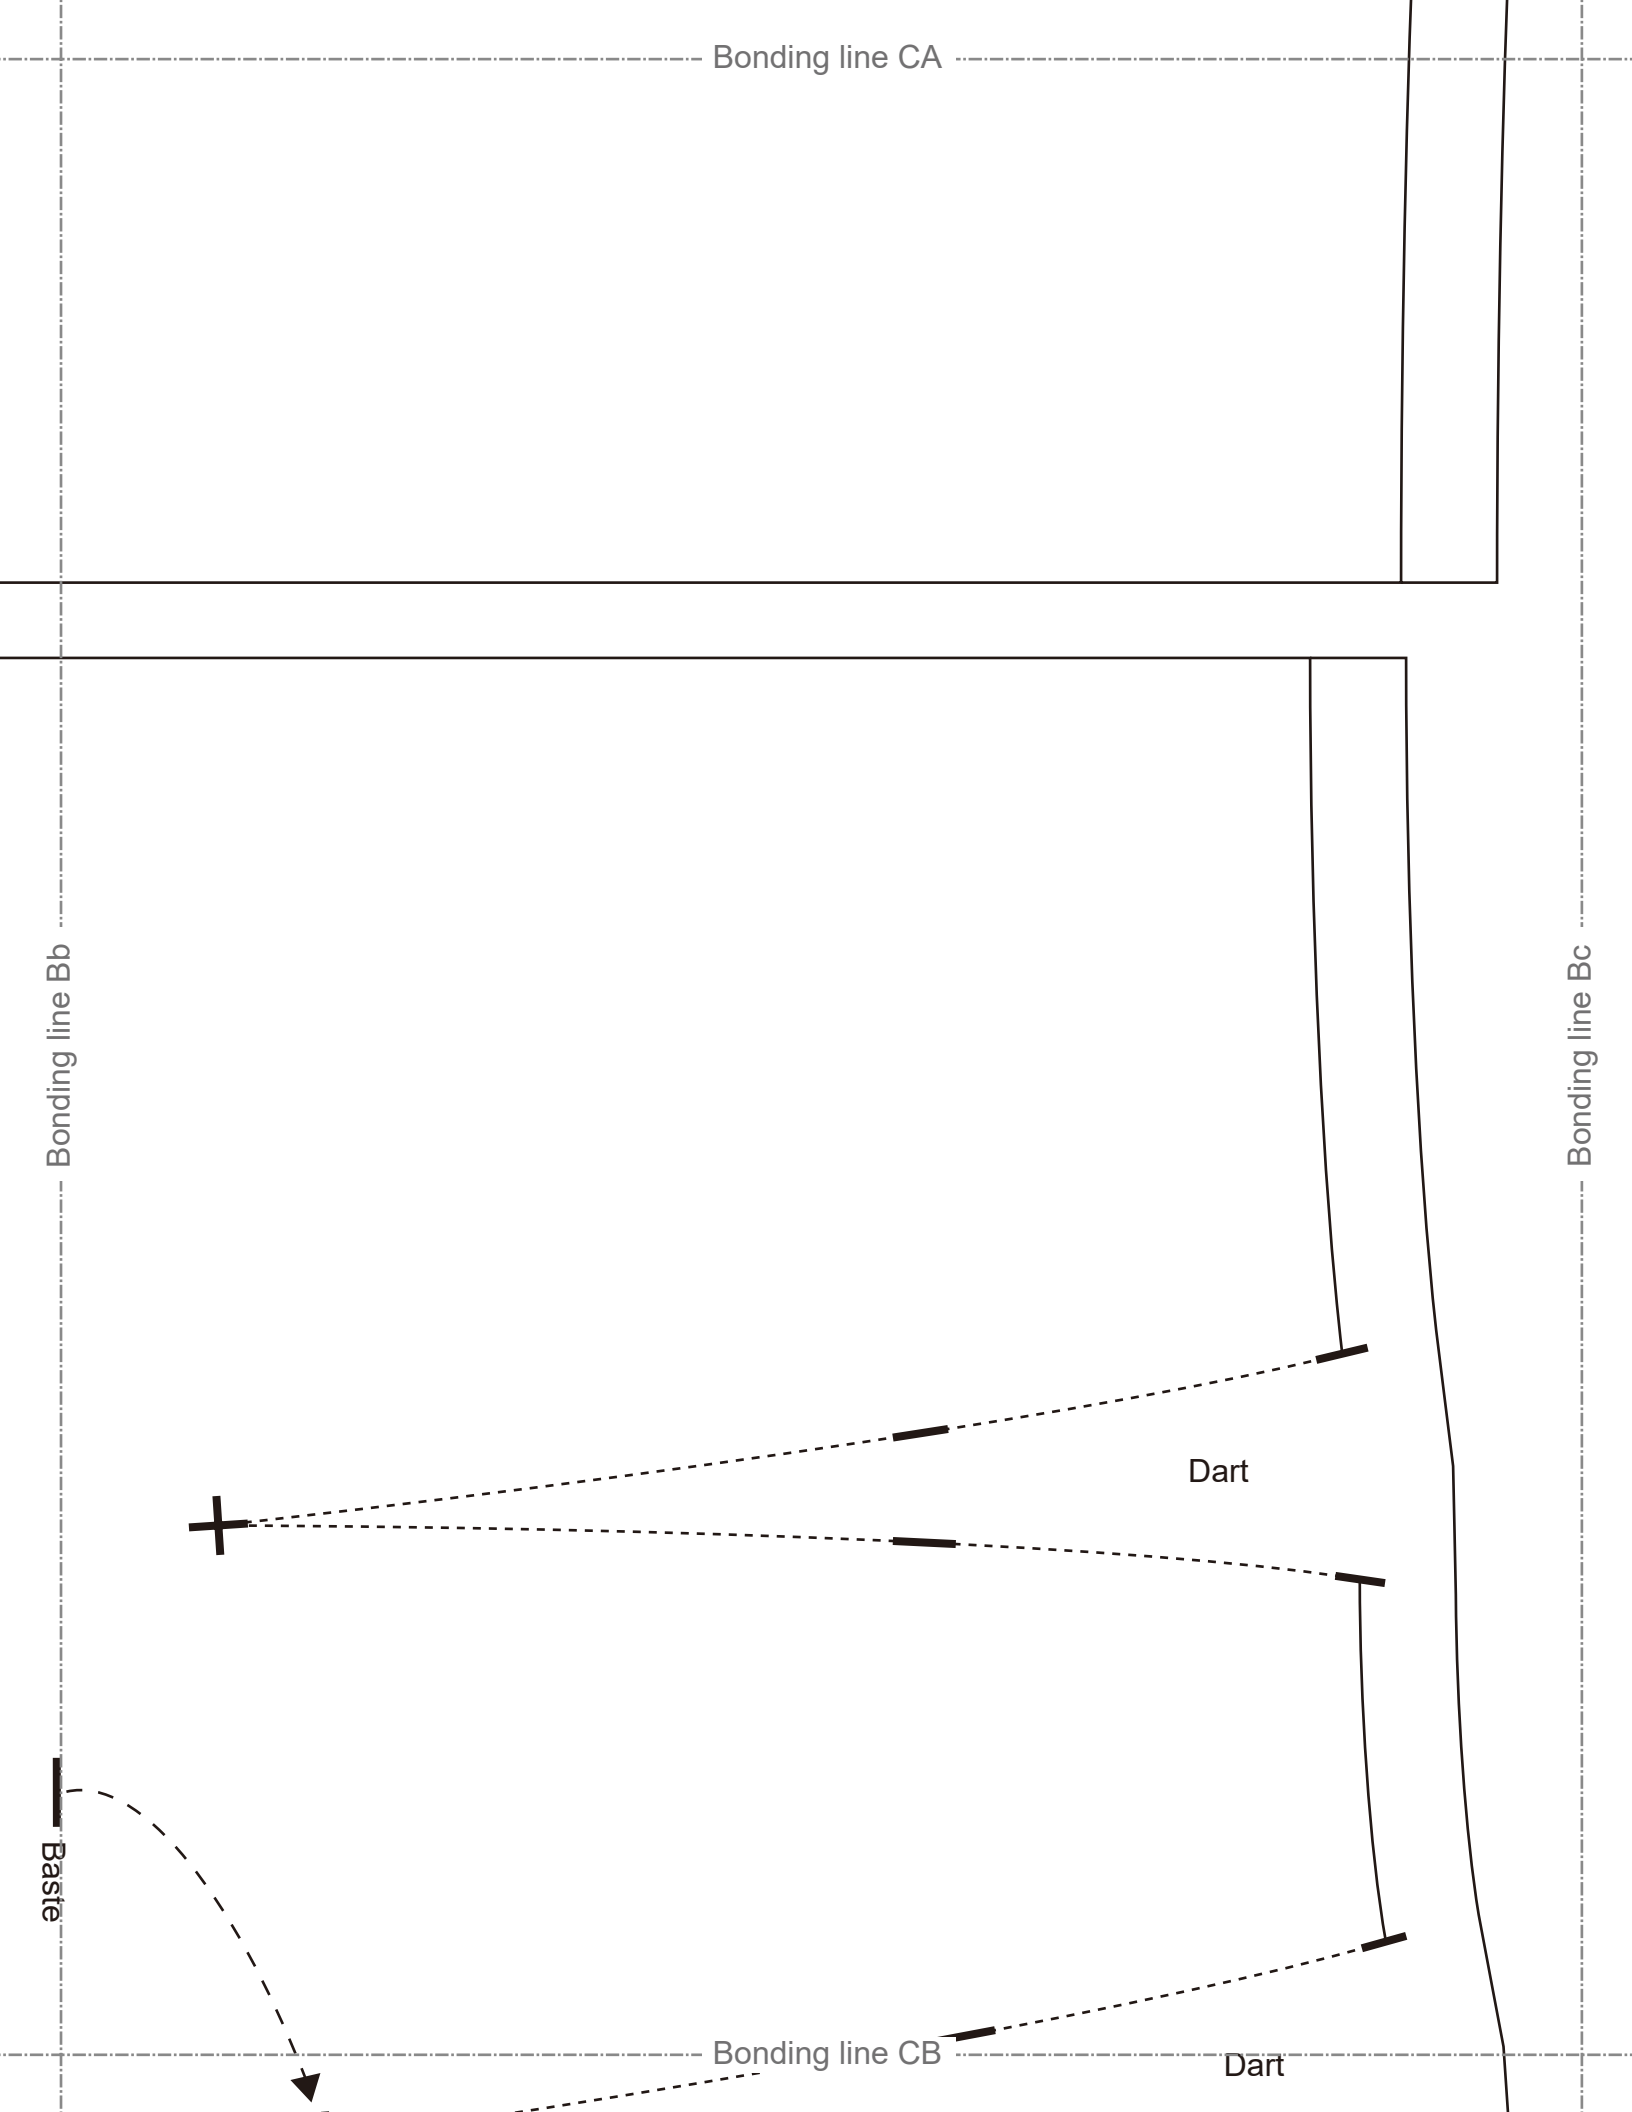 Bonding line CA
Bonding line Bb
Bonding line Bc
Dart
Baste
Bonding line CB
Dart